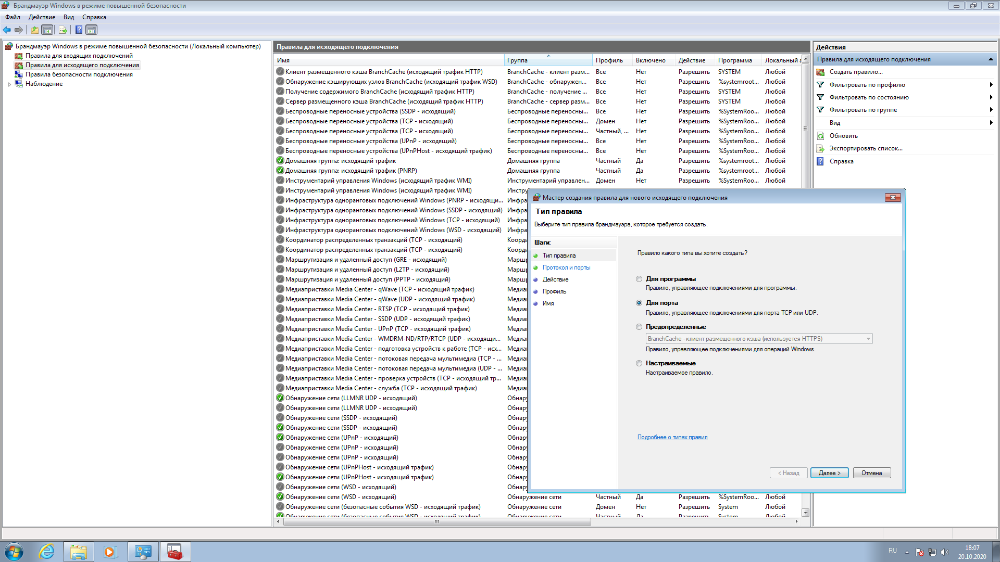 Брандмауэр Windows в режиме повышенной безопасности
Файл Действие Вид Справка
Брандмауэр Windows в режиме повышенной безопасности (Локальный компьютер)
Правила для входящих подключений
Правила для исходящего подключения
Правила безопасности подключения
Наблюдение
Правила для исходящего подключения
Имя Группа Профиль Включено Действие Программа Локальный а
Клиент размещенного кэша BranchCache (исходящий трафик HTTP) BranchCache - клиент разм... Все Нет Разрешить SYSTEM Любой
Обнаружение кэширующих узлов BranchCache (исходящий трафик WSD) BranchCache - обнаружен... Все Нет Разрешить %systemroot... Любой
Получение содержимого BranchCache (исходящий трафик HTTP) BranchCache - получение ... Все Нет Разрешить SYSTEM Любой
Сервер размещенного кэша BranchCache (исходящий трафик HTTP) BranchCache - сервер разм... Все Нет Разрешить SYSTEM Любой
Беспроводные переносные устройства (SSDP - исходящий) Беспроводные переносны... Все Нет Разрешить %SystemRoo... Любой
Беспроводные переносные устройства (TCP - исходящий) Беспроводные переносны... Домен Нет Разрешить %SystemRoo... Любой
Беспроводные переносные устройства (TCP - исходящий) Беспроводные переносны... Частный, ... Нет Разрешить %SystemRoo... Любой
Беспроводные переносные устройства (UPnP - исходящий) Беспроводные переносны... Все Нет Разрешить %SystemRoo... Любой
Беспроводные переносные устройства (UPnPHost - исходящий трафик) Беспроводные переносны... Все Нет Разрешить %SystemRoo... Любой
Домашняя группа: исходящий трафик Домашняя группа Частный Да Разрешить %systemroot... Любой
Домашняя группа: исходящий трафик (PNRP) Домашняя группа Частный Да Разрешить %systemroot... Любой
Инструментарий управления Windows (исходящий трафик WMI) Инструментарий управлен... Домен Нет Разрешить %SystemRoo... Любой
Инструментарий управления Windows (исходящий трафик WMI) Инстру
Инфраструктура одноранговых подключений Windows (PNRP - исходящи... Инфра
Инфраструктура одноранговых подключений Windows (SSDP - исходящий) Инфра
Инфраструктура одноранговых подключений Windows (TCP - исходящий) Инфра
Инфраструктура одноранговых подключений Windows (WSD - исходящий) Инфра
Координатор распределенных транзакций (TCP - исходящий) Коорди
Координатор распределенных транзакций (TCP - исходящий) Коорди
Маршрутизация и удаленный доступ (GRE - исходящий) Маршр
Маршрутизация и удаленный доступ (L2TP - исходящий) Маршр
Маршрутизация и удаленный доступ (PPTP - исходящий) Маршр
Медиаприставки Media Center - qWave (TCP - исходящий трафик) Медиа
Медиаприставки Media Center - qWave (UDP - исходящий трафик) Медиа
Медиаприставки Media Center - RTSP (TCP - исходящий трафик) Медиа
Медиаприставки Media Center - SSDP (UDP - исходящий трафик) Медиа
Медиаприставки Media Center - UPnP (TCP - исходящий трафик) Медиа
Медиаприставки Media Center - WMDRM-ND/RTP/RTCP (UDP - исходящи... Медиа
Медиаприставки Media Center - подготовка устройств к работе (TCP - исх... Медиа
Медиаприставки Media Center - потоковая передача мультимедиа (TCP - ... Медиа
Медиаприставки Media Center - потоковая передача мультимедиа (UDP - ... Медиа
Медиаприставки Media Center - проверка устройств (TCP - исходящий тр... Медиа
Медиаприставки Media Center - служба (TCP - исходящий трафик) Медиа
Обнаружение сети (LLMNR UDP - исходящий) Обнару
Обнаружение сети (LLMNR UDP - исходящий) Обнару
Обнаружение сети (SSDP - исходящий) Обнару
Обнаружение сети (SSDP - исходящий) Обнару
Обнаружение сети (UPnP - исходящий) Обнару
Обнаружение сети (UPnP - исходящий) Обнару
Обнаружение сети (UPnP - исходящий) Обнару
Обнаружение сети (UPnPHost - исходящий трафик) Обнару
Обнаружение сети (UPnPHost - исходящий трафик) Обнару
Обнаружение сети (WSD - исходящий) Обнару
Обнаружение сети (WSD - исходящий) Обнаружение сети Частный Да Разрешить %SystemRoo... Любой
Обнаружение сети (безопасные события WSD - исходящий трафик) Обнаружение сети Домен Нет Разрешить System Любой
Обнаружение сети (безопасные события WSD - исходящий трафик) Обнаружение сети Частный Да Разрешить System Любой
Действия
Правила для исходящего подключения
Создать правило...
Фильтровать по профилю
Фильтровать по состоянию
Фильтровать по группе
Вид
Обновить
Экспортировать список...
Справка
Мастер создания правила для нового исходящего подключения
Тип правила
Выберите тип правила брандмауэра, которое требуется создать.
Шаги:
Тип правила
Протокол и порты
Действие
Профиль
Имя
Правило какого типа вы хотите создать?
Для программы
Правило, управляющее подключениями для программы.
Для порта
Правило, управляющее подключениями для порта TCP или UDP.
Предопределенные
BranchCache - клиент размещенного кэша (используется HTTPS)
Правило, управляющее подключениями для операций Windows.
Настраиваемые
Настраиваемое правило.
Подробнее о типах правил
< Назад Далее > Отмена
RU
18:07
20.10.2020